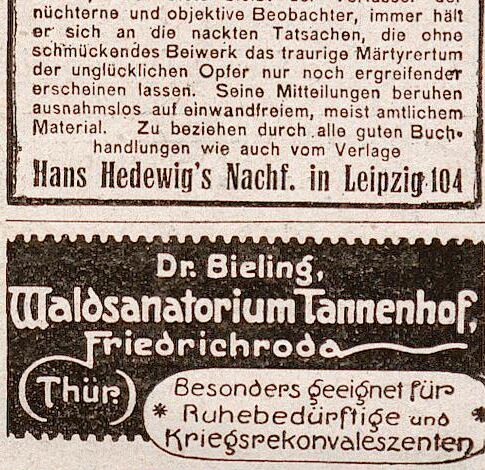 nüchterne und objektive Beobachter, immer hält
er sich an die nackten Tatsachen, die ohne
schmückendes Beiwerk das traurige Märtyrertum
der unglücklichen Opfer nur noch ergreifender
erscheinen lassen. Seine Mitteilungen beruhen
ausnahmslos auf einwandfreiem, meist amtlichem
Material. Zu beziehen durch alle guten Buch-
handlungen wie auch vom Verlage
Hans Hedewig's Nachf. in Leipzig 104
Dr. Bieling,
Waldsanatorium Tannenhof,
Friedrichroda
(Thür.)
Besonders geeignet für
* Ruhebedürftige und *
Kriegsrekonvaleszenten